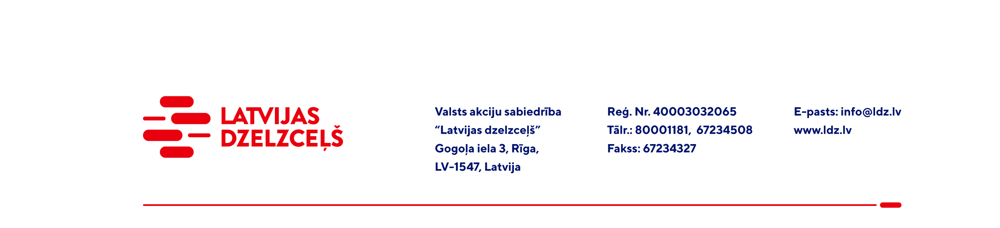 LATVIJAS
DZELZCEĻŠ
Valsts akciju sabiedrība
“Latvijas dzelzceļš”
Gogoļa iela 3, Rīga,
LV-1547, Latvija
Reģ. Nr. 40003032065
Tālr.: 80001181, 67234508
Fakss: 67234327
E-pasts: info@ldz.lv
www.ldz.lv